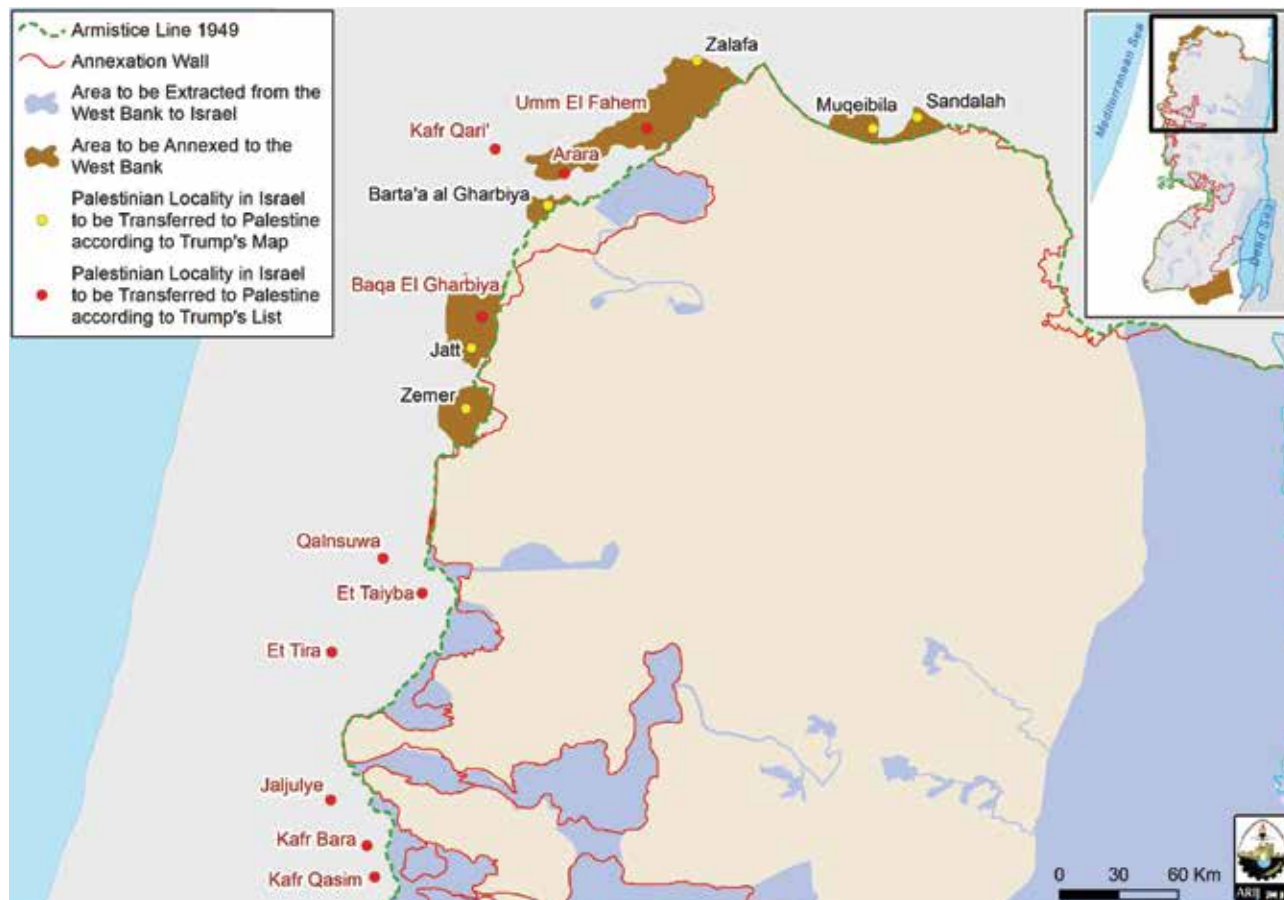 Armistice Line 1949
Annexation Wall
Area to be Extracted from the
West Bank to Israel
Area to be Annexed to the
West Bank
Palestinian Locality in Israel
to be Transferred to Palestine
according to Trump's Map
Palestinian Locality in Israel
to be Transferred to Palestine
according to Trump's List
Zalafa
Umm El Fahem
Muqeibila
Sandalah
Kafr Qari'
Arara
Barta'a al Gharbiya
Baqa El Gharbiya
Jatt
Zemer
Qalnsuwa
Et Taiyba
Et Tira
Jaljulye
Kafr Bara
Kafr Qasim
Mediterranean Sea
Dead Sea
0 30 60 Km
ARIJ